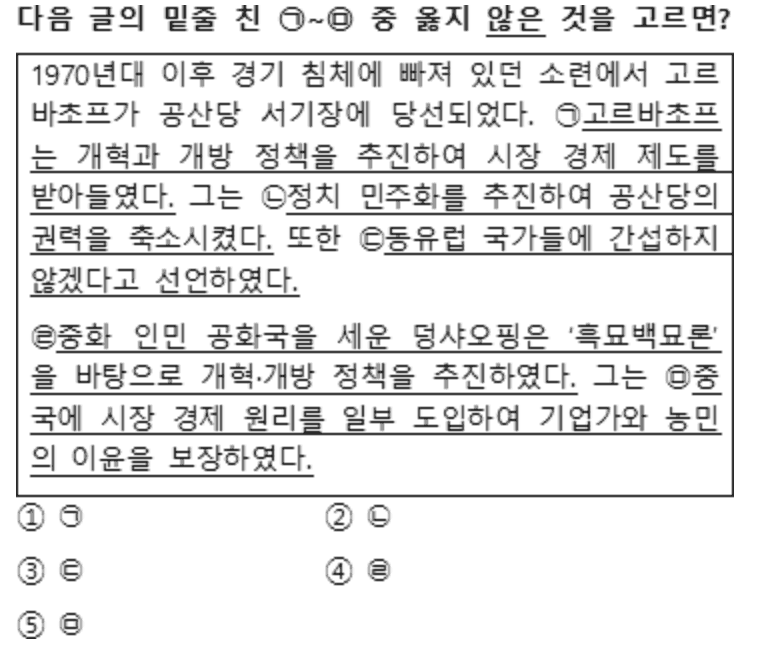 다음 글의 밑줄 친 ㉠~㉤ 중 옳지 않은 것을 고르면?
1970년대 이후 경기 침체에 빠져 있던 소련에서 고르
바초프가 공산당 서기장에 당선되었다. ㉠고르바초프
는 개혁과 개방 정책을 추진하여 시장 경제 제도를
받아들였다. 그는 ㉡정치 민주화를 추진하여 공산당의
권력을 축소시켰다. 또한 ㉢동유럽 국가들에 간섭하지
않겠다고 선언하였다.
㉣중화 인민 공화국을 세운 덩샤오핑은 ‘흑묘백묘론’
을 바탕으로 개혁·개방 정책을 추진하였다. 그는 ㉤중
국에 시장 경제 원리를 일부 도입하여 기업가와 농민
의 이윤을 보장하였다.
① ㉠ ② ㉡
③ ㉢ ④ ㉣
⑤ ㉤